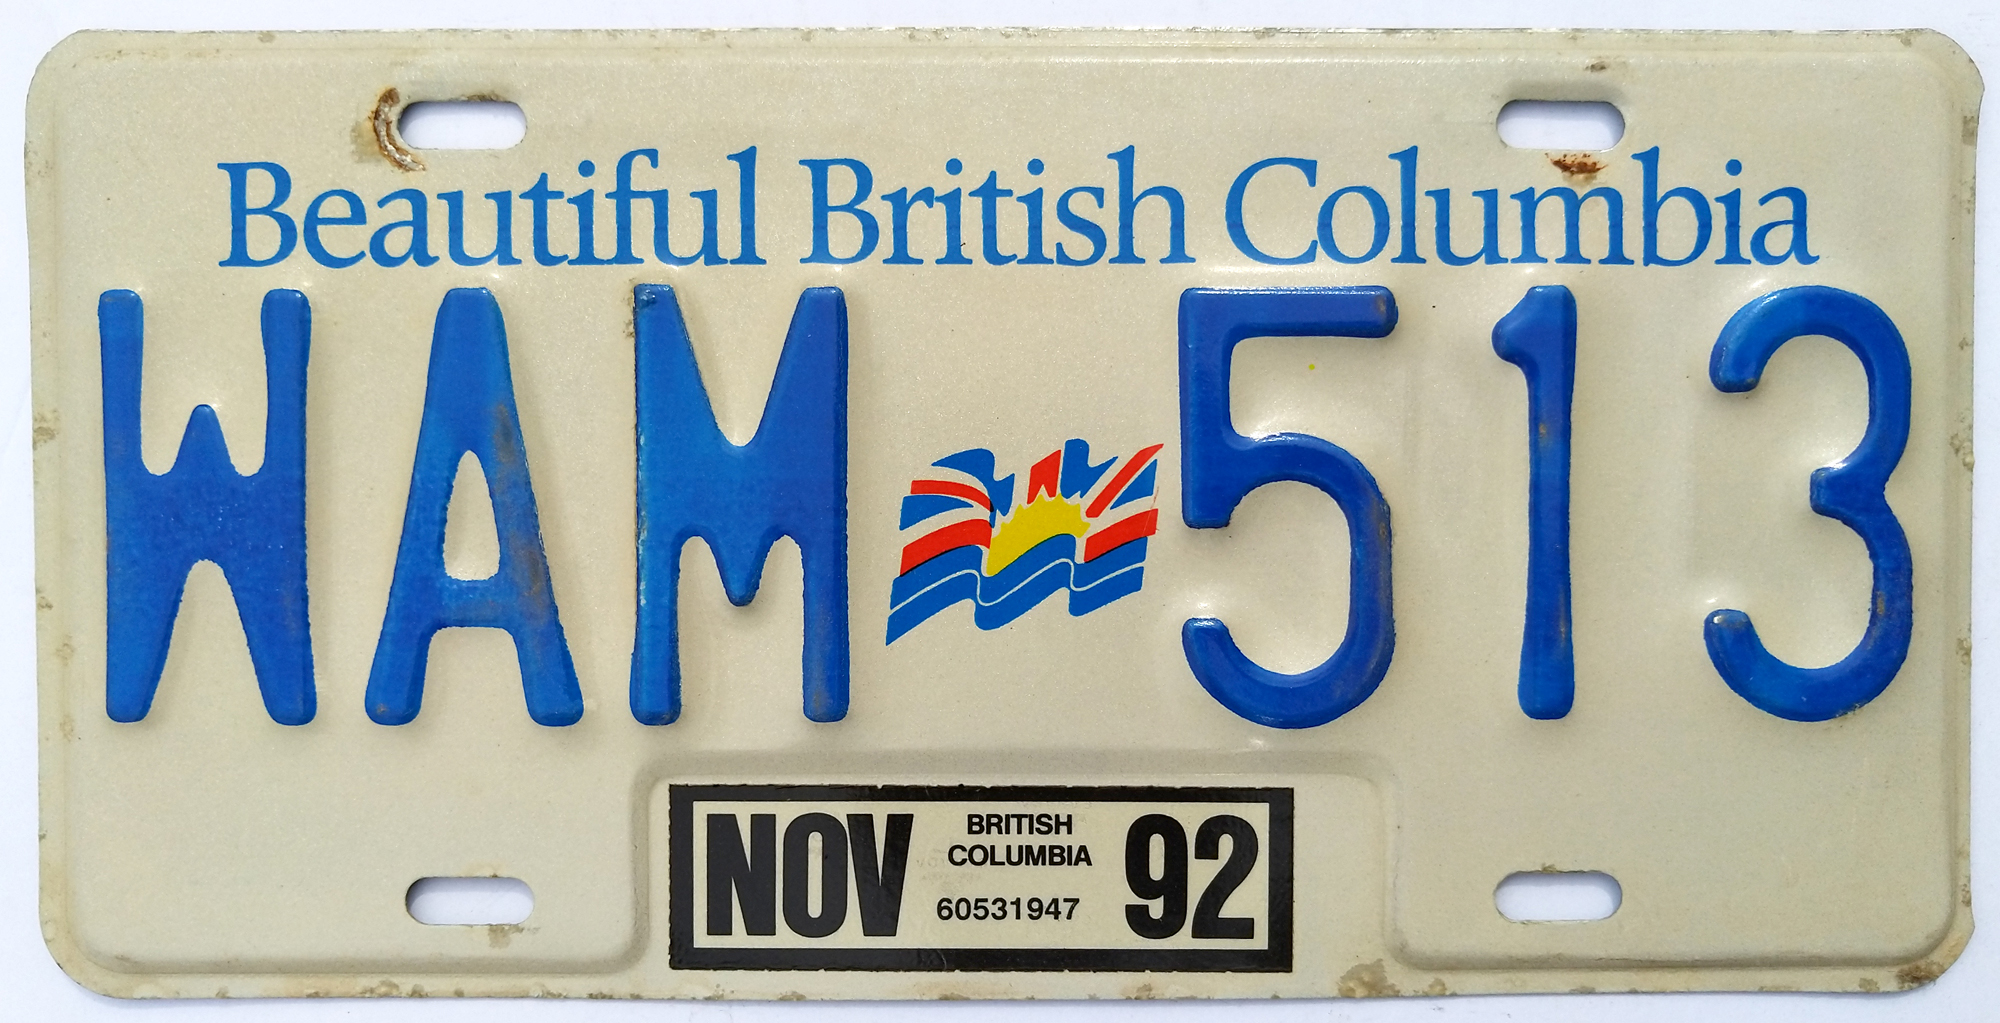 Beautiful British Columbia
WAM 513
NOV BRITISH COLUMBIA 92
60531947